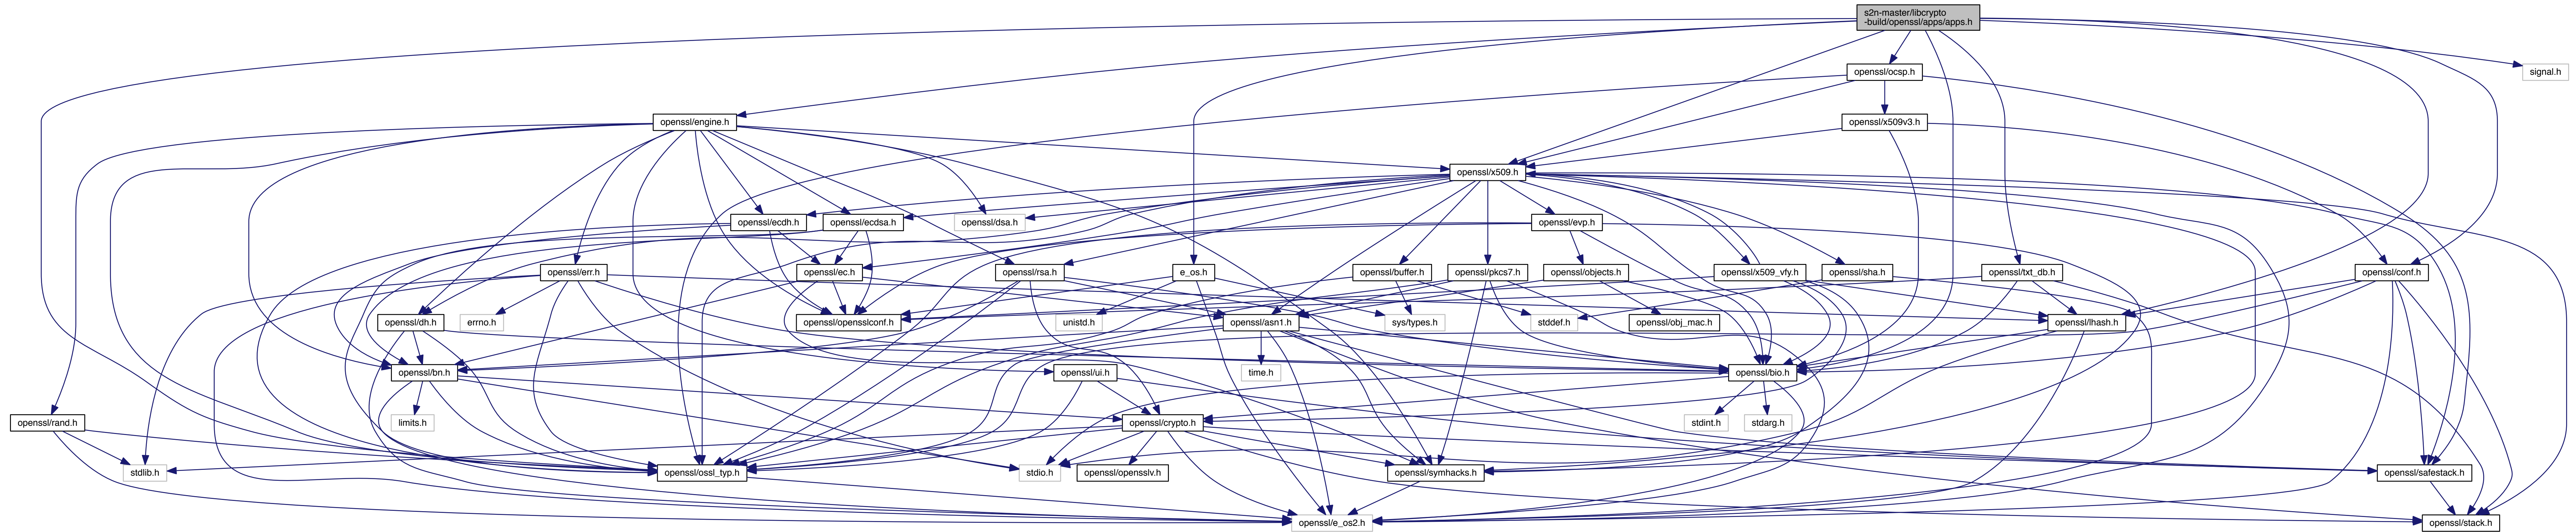 s2n-master/libcrypto
-build/openssl/apps/apps.h
openssl/ocsp.h
signal.h
openssl/engine.h
openssl/x509v3.h
openssl/x509.h
openssl/ecdh.h
openssl/ecdsa.h
openssl/dsa.h
openssl/evp.h
openssl/err.h
openssl/ec.h
openssl/rsa.h
e_os.h
openssl/buffer.h
openssl/pkcs7.h
openssl/objects.h
openssl/x509_vfy.h
openssl/sha.h
openssl/txt_db.h
openssl/conf.h
openssl/dh.h
errno.h
openssl/opensslconf.h
unistd.h
openssl/asn1.h
sys/types.h
stddef.h
openssl/obj_mac.h
openssl/lhash.h
openssl/bn.h
openssl/ui.h
time.h
openssl/bio.h
openssl/rand.h
limits.h
openssl/crypto.h
stdint.h
stdarg.h
stdlib.h
openssl/ossl_typ.h
stdio.h
openssl/opensslv.h
openssl/symhacks.h
openssl/safestack.h
openssl/e_os2.h
openssl/stack.h